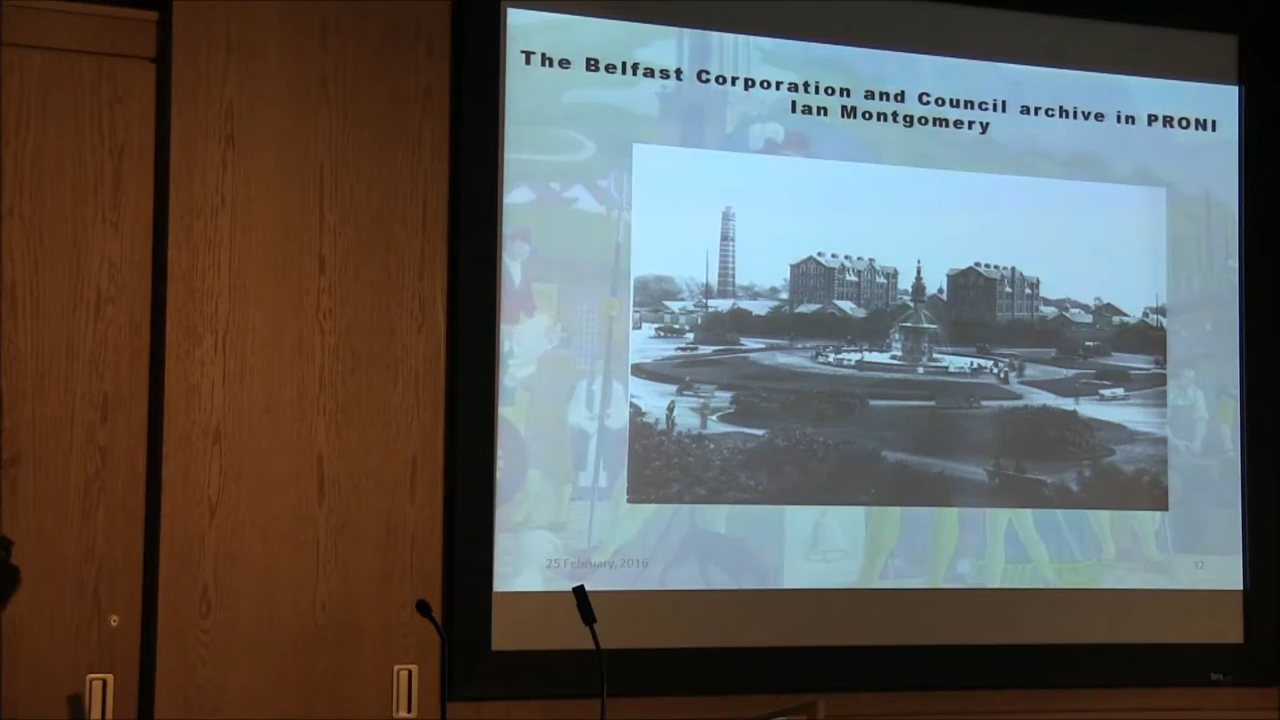 The Belfast Corporation and Council archive in PRONI
Ian Montgomery
25 February, 2016
32